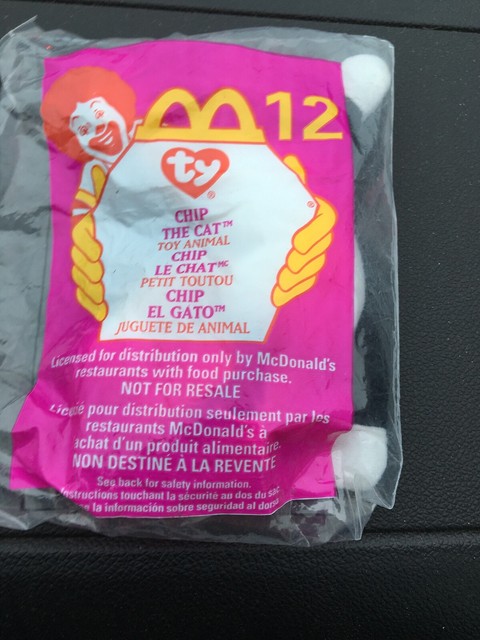 12
ty®
®
CHIP
THE CAT™
TOY ANIMAL
CHIP
LE CHAT MC
PETIT TOUTOU
CHIP
EL GATO™
JUGUETE DE ANIMAL
Licensed for distribution only by McDonald's
restaurants with food purchase.
NOT FOR RESALE
pour distribution seulement par les
restaurants McDonald's à
achat d'un produit alimentaire.
NON DESTINÉ À LA REVENTE
See back for safety information.
Instructions touchant la sécurité au dos du sac
la información sobre seguridad al dorso